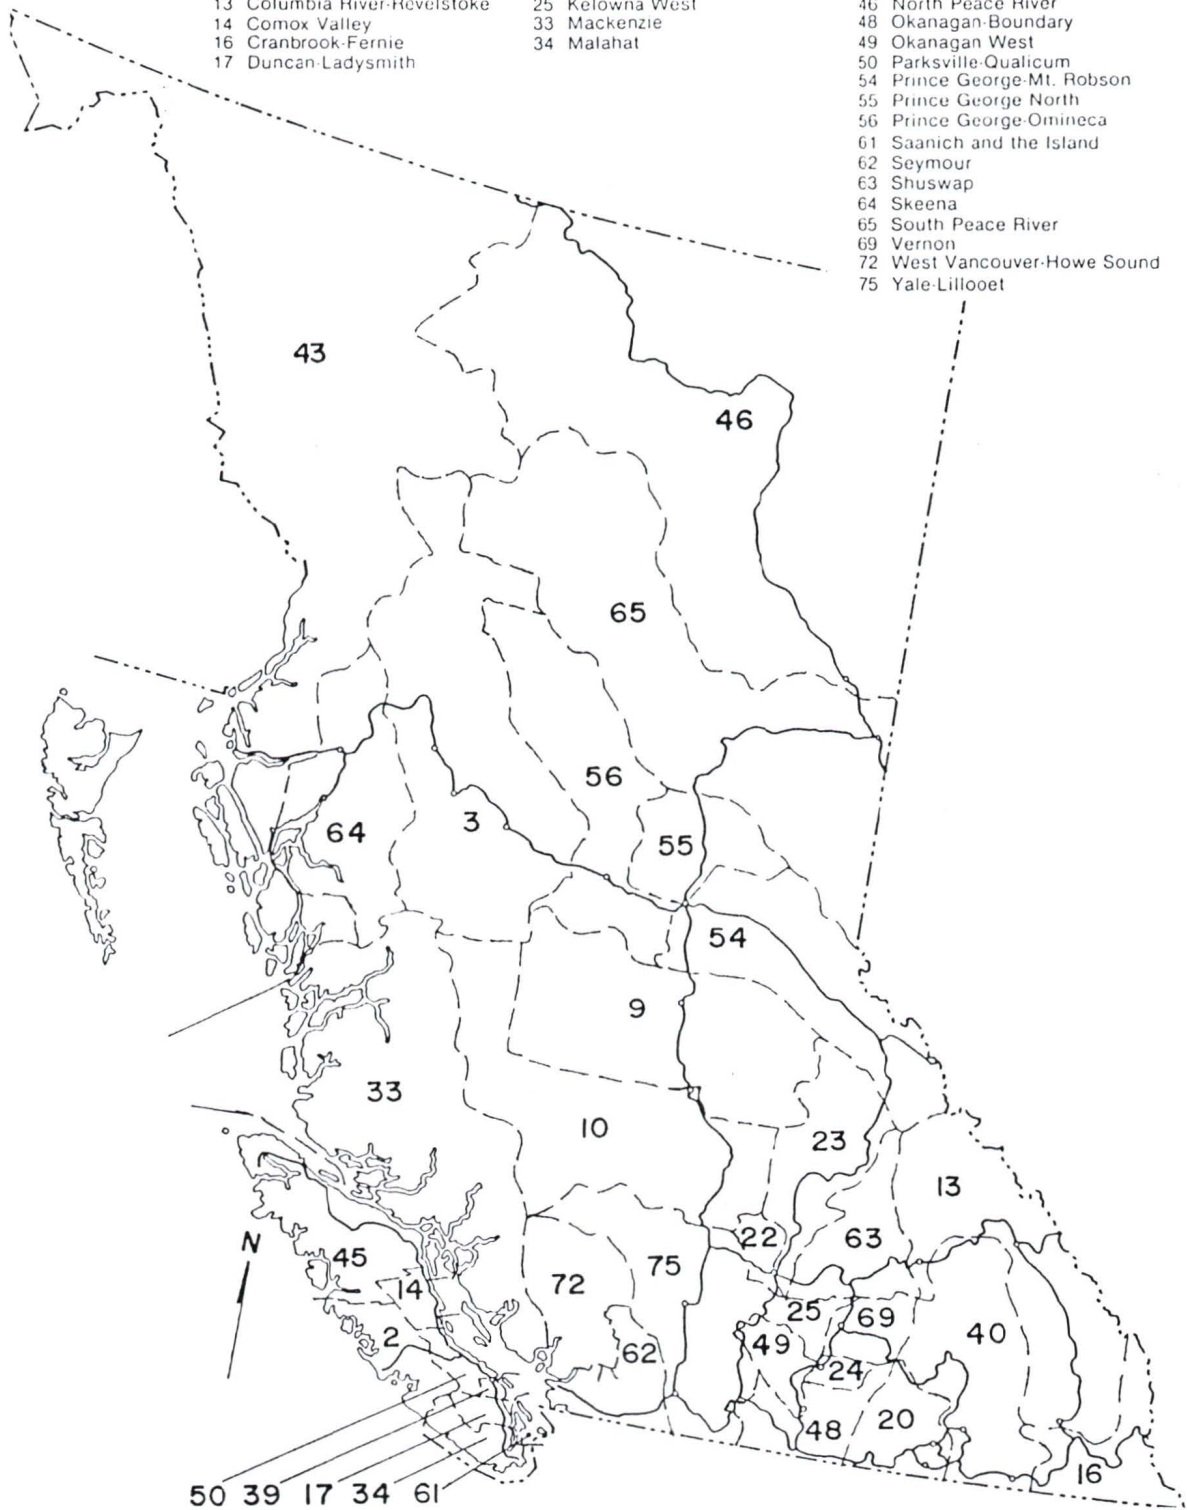 13 Columbia River-Revelstoke
14 Comox Valley
16 Cranbrook-Fernie
17 Duncan-Ladysmith
25 Kelowna West
33 Mackenzie
34 Malahat
46 North Peace River
48 Okanagan-Boundary
49 Okanagan West
50 Parksville-Qualicum
54 Prince George-Mt. Robson
55 Prince George North
56 Prince George-Omineca
61 Saanich and the Island
62 Seymour
63 Shuswap
64 Skeena
65 South Peace River
69 Vernon
72 West Vancouver-Howe Sound
75 Yale-Lillooet
43
46
65
56
64
3
55
54
9
33
10
23
13
N
45
14
2
72
75
22
63
25
69
49
40
62
24
48
20
16
50 39 17 34 61